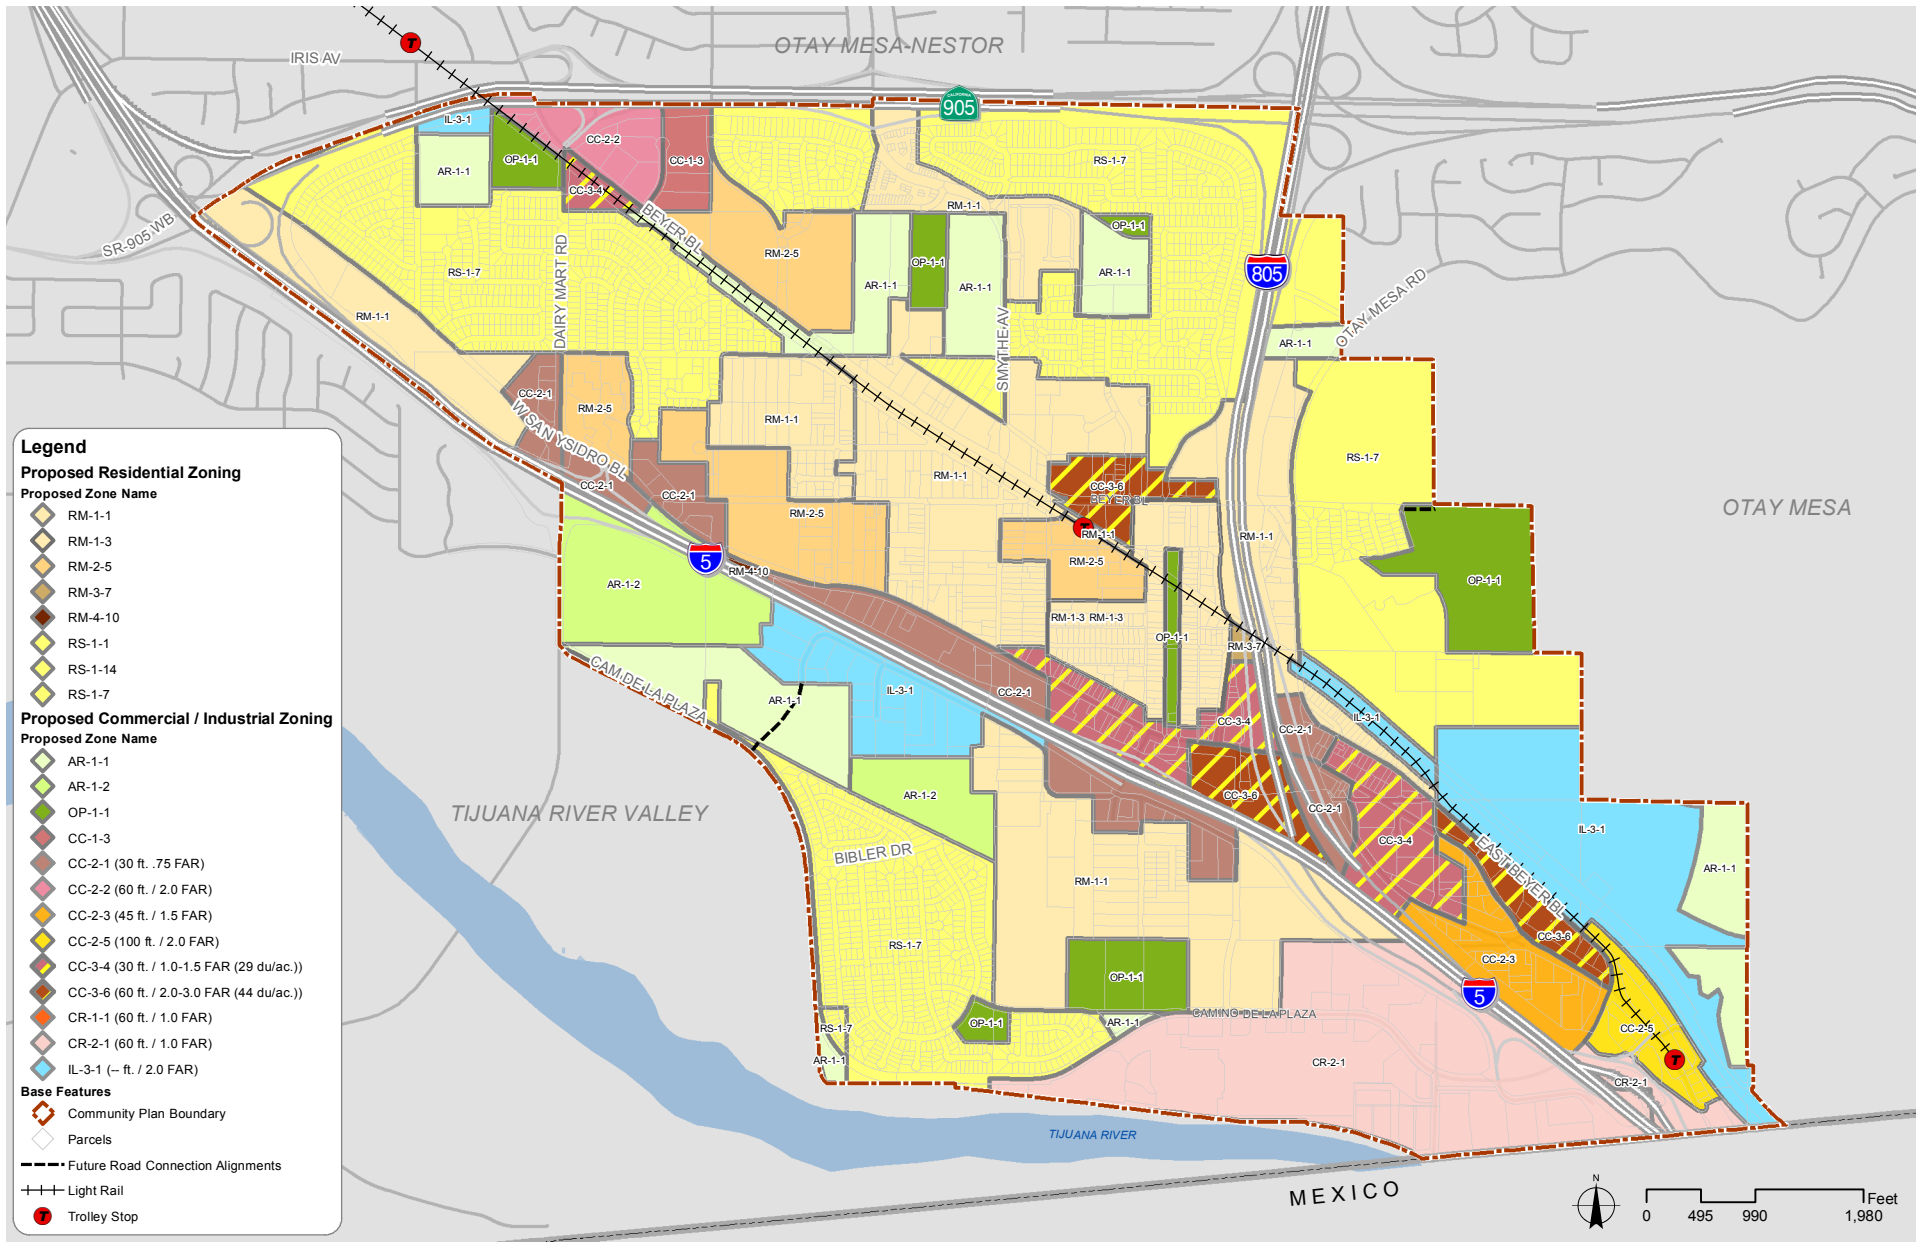 OTAY MESA-NESTOR
IRIS AV
CALIFORNIA
905
IL-3-1
CC-2-2
OP-1-1
CC-1-3
RS-1-7
AR-1-1
CC-3-4
RM-1-1
BEYER BL
SR-905 WB
DAIRY MART RD
OP-1-1
RM-2-5
OP-1-1
RS-1-7
AR-1-1
AR-1-1
AR-1-1
805
OTAY MESA RD
RM-1-1
SMYTHE AV
AR-1-1
CC-2-1
RM-2-5
RM-1-1
W SAN YSIDRO BL
RS-1-7
RM-1-1
CC-2-1
CC-2-1
CC-3-6
BEYER BL
OTAY MESA
RM-2-5
T
RM-1-1
RM-1-1
5
RM-4-10
RM-2-5
AR-1-2
OP-1-1
RM-1-3
RM-1-3
OP-1-1
RM-3-7
CAM DE LA PLAZA
AR-1-1
IL-3-1
CC-2-1
CC-3-4
CC-2-1
IL-3-1
AR-1-2
CC-3-6
CC-2-1
TIJUANA RIVER VALLEY
IL-3-1
CC-3-4
BIBLER DR
EAST BEYER BL
AR-1-1
RM-1-1
RS-1-7
CC-3-6
CC-2-3
OP-1-1
5
CAMINO DE LA PLAZA
OP-1-1
AR-1-1
RS-1-7
CC-2-5
AR-1-1
CR-2-1
T
CR-2-1
TIJUANA RIVER
MEXICO
Legend
Proposed Residential Zoning
Proposed Zone Name
RM-1-1
RM-1-3
RM-2-5
RM-3-7
RM-4-10
RS-1-1
RS-1-14
RS-1-7
Proposed Commercial / Industrial Zoning
Proposed Zone Name
AR-1-1
AR-1-2
OP-1-1
CC-1-3
CC-2-1 (30 ft. .75 FAR)
CC-2-2 (60 ft. / 2.0 FAR)
CC-2-3 (45 ft. / 1.5 FAR)
CC-2-5 (100 ft. / 2.0 FAR)
CC-3-4 (30 ft. / 1.0-1.5 FAR (29 du/ac.))
CC-3-6 (60 ft. / 2.0-3.0 FAR (44 du/ac.))
CR-1-1 (60 ft. / 1.0 FAR)
CR-2-1 (60 ft. / 1.0 FAR)
IL-3-1 (-- ft. / 2.0 FAR)
Base Features
Community Plan Boundary
Parcels
Future Road Connection Alignments
Light Rail
T Trolley Stop
N
Feet
0 495 990 1,980